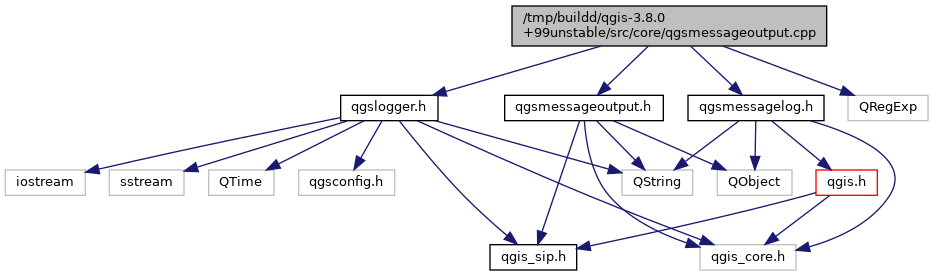 /tmp/buildd/qgis-3.8.0
+99unstable/src/core/qgsmessageoutput.cpp
qgslogger.h
qgsmessageoutput.h
qgsmessagelog.h
QRegExp
iostream
sstream
QTime
qgsconfig.h
QString
QObject
qgis.h
qgis_sip.h
qgis_core.h